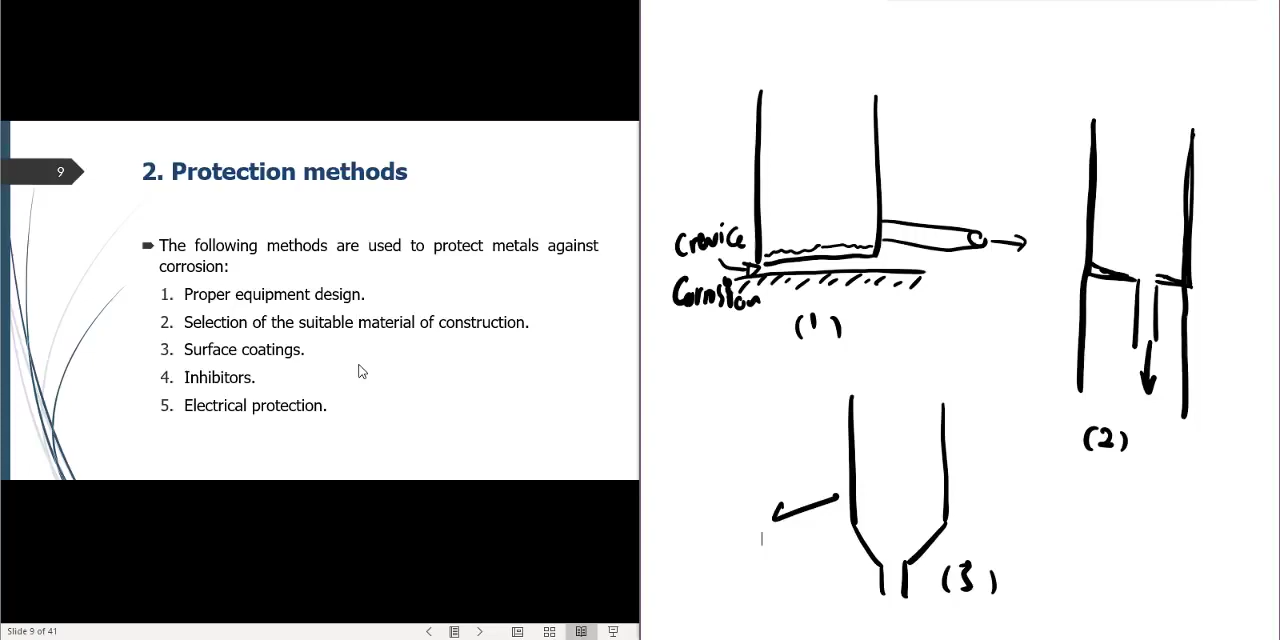 9
2. Protection methods
The following methods are used to protect metals against
corrosion:
1. Proper equipment design.
2. Selection of the suitable material of construction.
3. Surface coatings.
4. Inhibitors.
5. Electrical protection.
Slide 9 of 41
Crevice
Corrosion
(1)
(2)
(3)